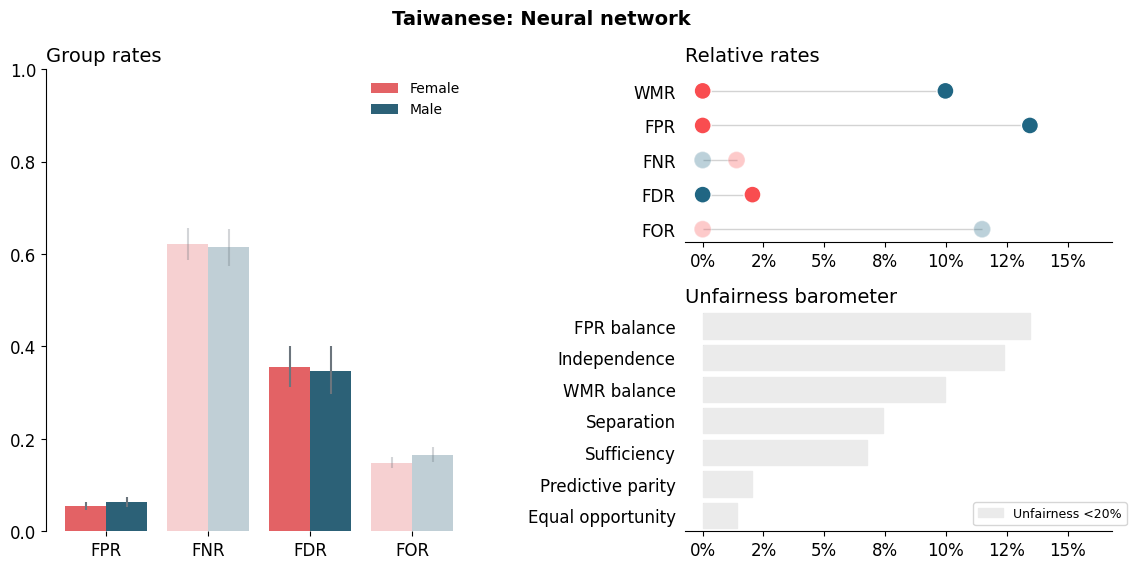 Taiwanese: Neural network
Group rates
1.0
0.8
0.6
0.4
0.2
0.0
FPR
FNR
FDR
FOR
Female
Male
Relative rates
WMR
FPR
FNR
FDR
FOR
0%
2%
5%
8%
10%
12%
15%
Unfairness barometer
FPR balance
Independence
WMR balance
Separation
Sufficiency
Predictive parity
Equal opportunity
Unfairness <20%
0%
2%
5%
8%
10%
12%
15%